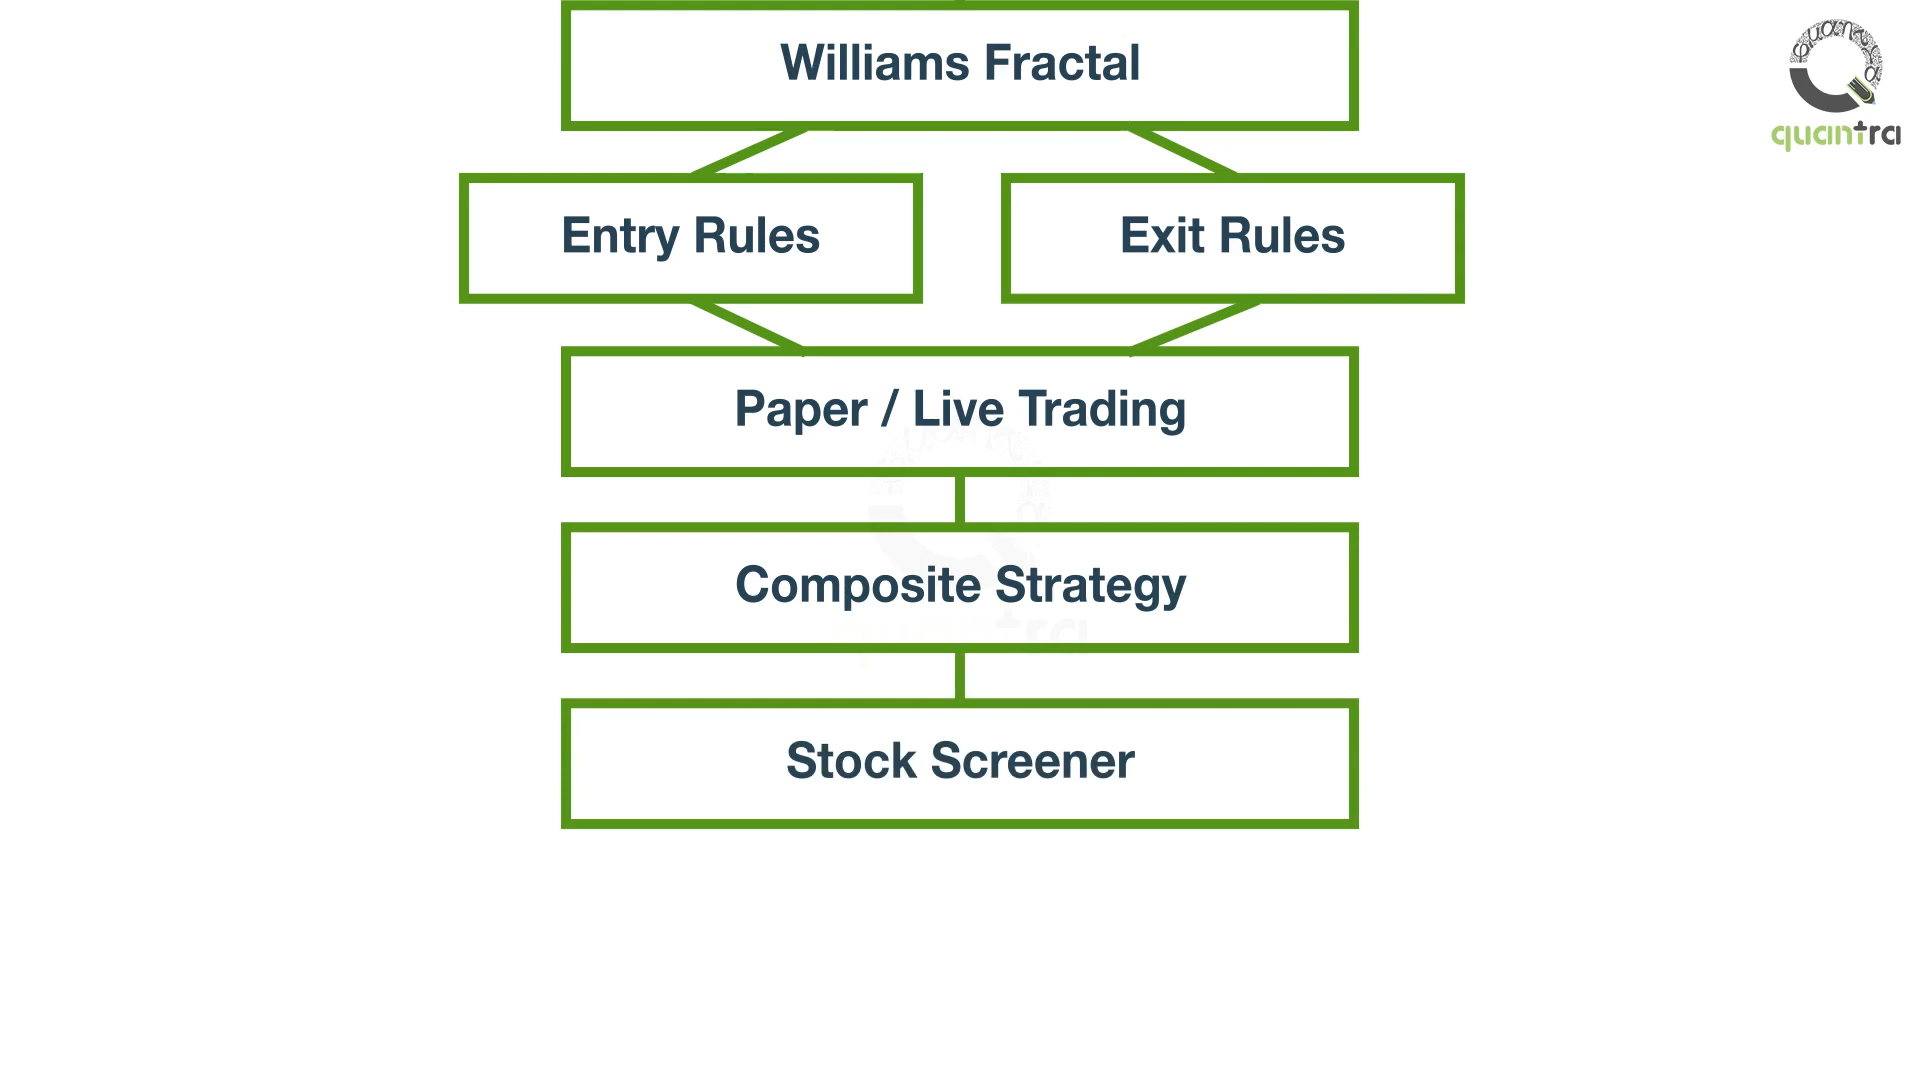 Williams Fractal
quantra
Entry Rules
Exit Rules
Paper / Live Trading
Composite Strategy
Stock Screener